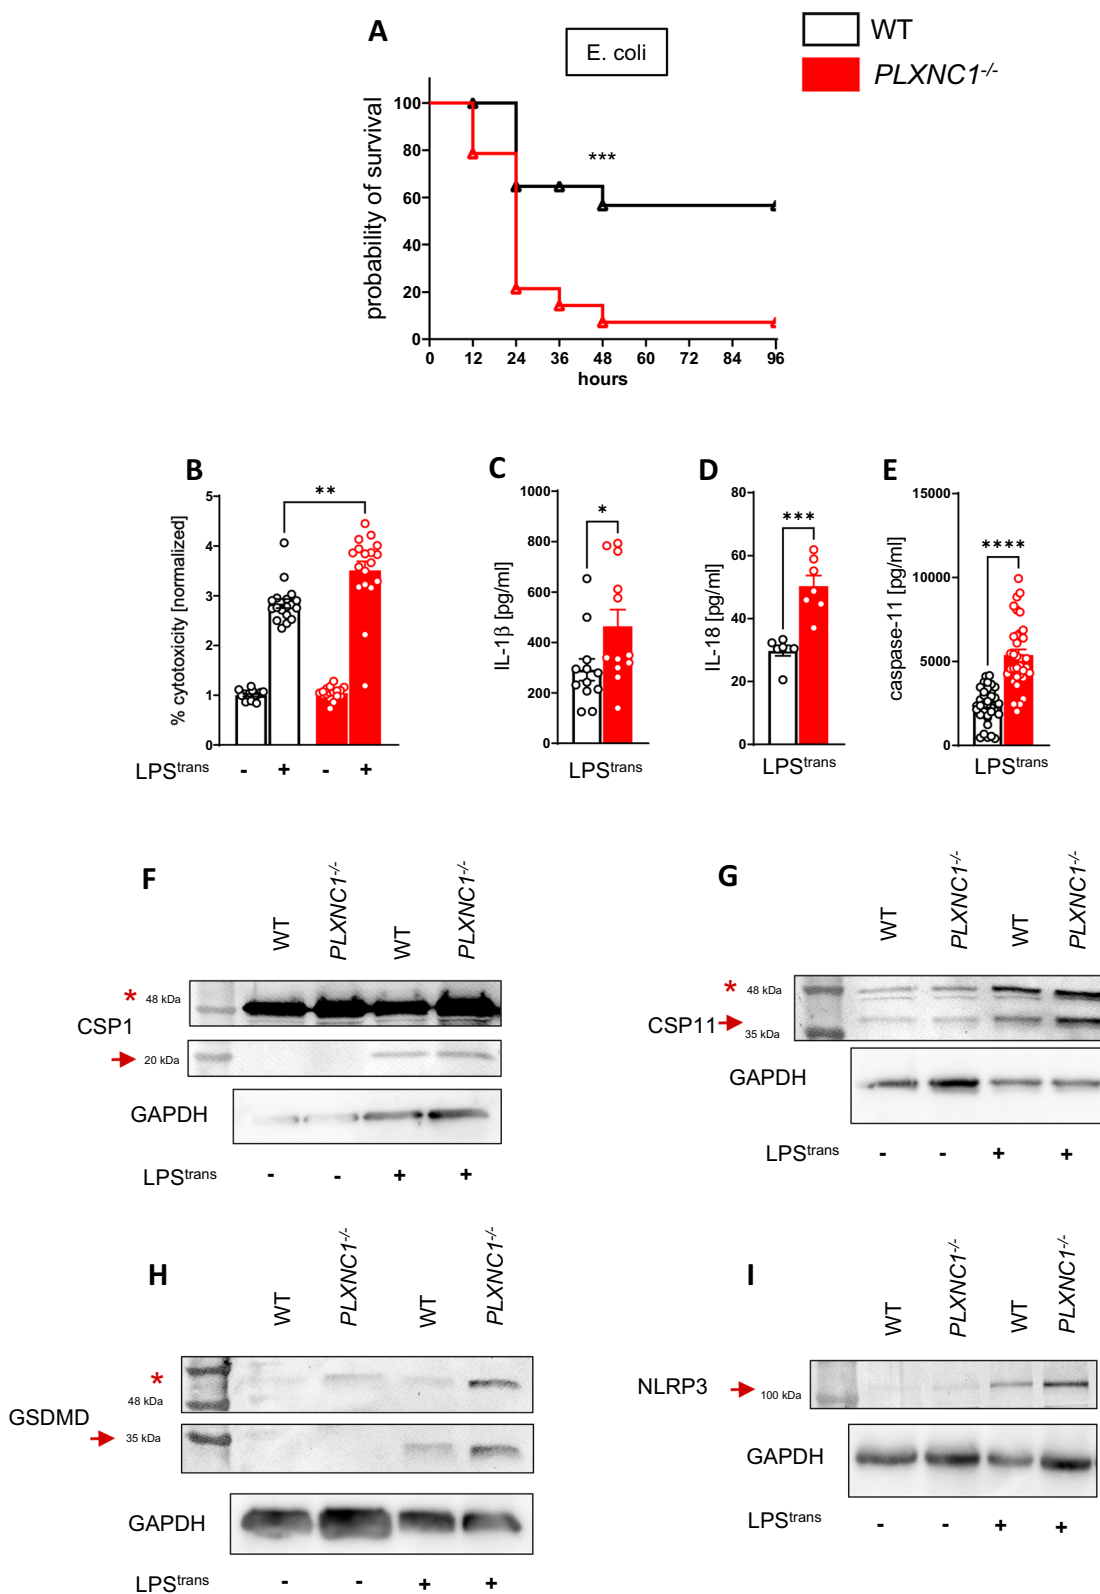 A
E. coli
WT
PLXNC1-/-
probability of survival
100
80
60
40
20
0
***
0 12 24 36 48 60 72 84 96
hours
B
% cytotoxicity [normalized]
5
4
3
2
1
0
**
LPStrans - + - +
C
IL-1β [pg/ml]
1000
800
600
400
200
0
*
LPStrans
D
IL-18 [pg/ml]
80
60
40
20
0
***
LPStrans
E
caspase-11 [pg/ml]
15000
10000
5000
0
****
LPStrans
F
WT PLXNC1-/- WT PLXNC1-/-
* 48 kDa
CSP1
20 kDa
GAPDH
LPStrans - - + +
G
WT PLXNC1-/- WT PLXNC1-/-
* 48 kDa
CSP11
35 kDa
GAPDH
LPStrans - - + +
H
WT PLXNC1-/- WT PLXNC1-/-
*
48 kDa
GSDMD
35 kDa
GAPDH
LPStrans - - + +
I
WT PLXNC1-/- WT PLXNC1-/-
NLRP3
100 kDa
GAPDH
LPStrans - - + +